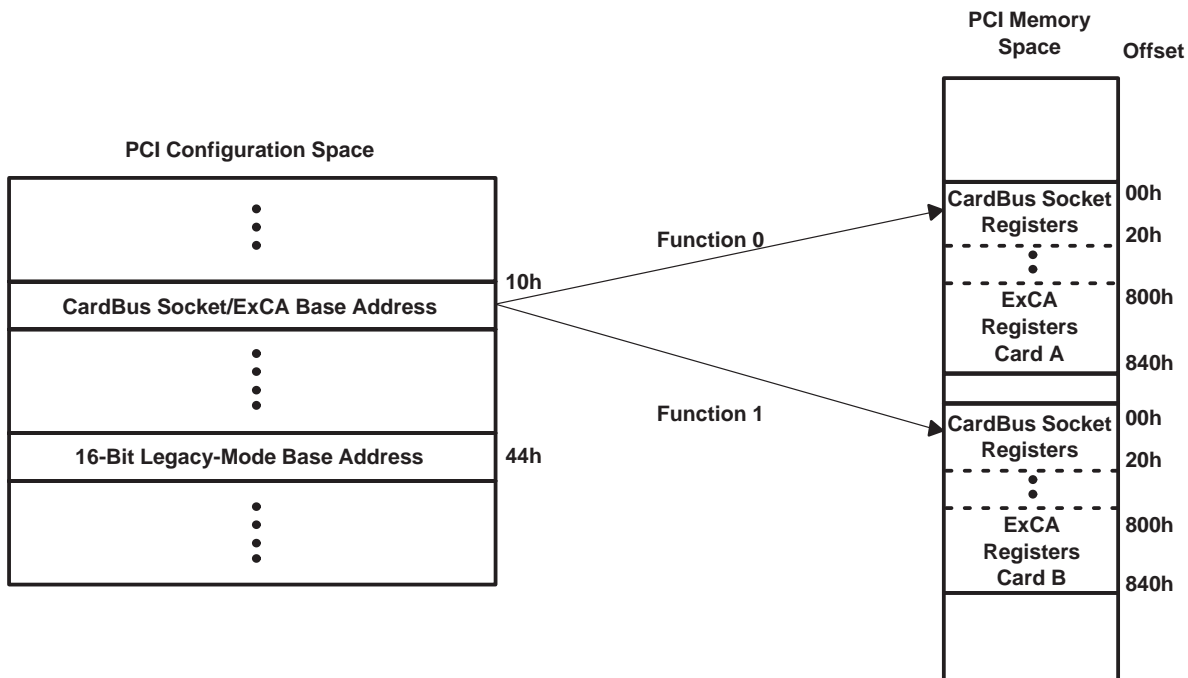 PCI Memory
Space
Offset
PCI Configuration Space
CardBus Socket
Registers
00h
20h
Function 0
10h
CardBus Socket/ExCA Base Address
ExCA
Registers
Card A
800h
840h
Function 1
CardBus Socket
Registers
00h
20h
16-Bit Legacy-Mode Base Address
44h
ExCA
Registers
Card B
800h
840h